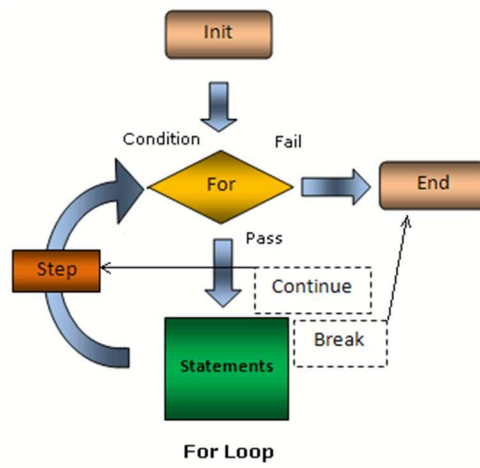 Init
Condition
Fail
For
End
Pass
Step
Continue
Break
Statements
For Loop